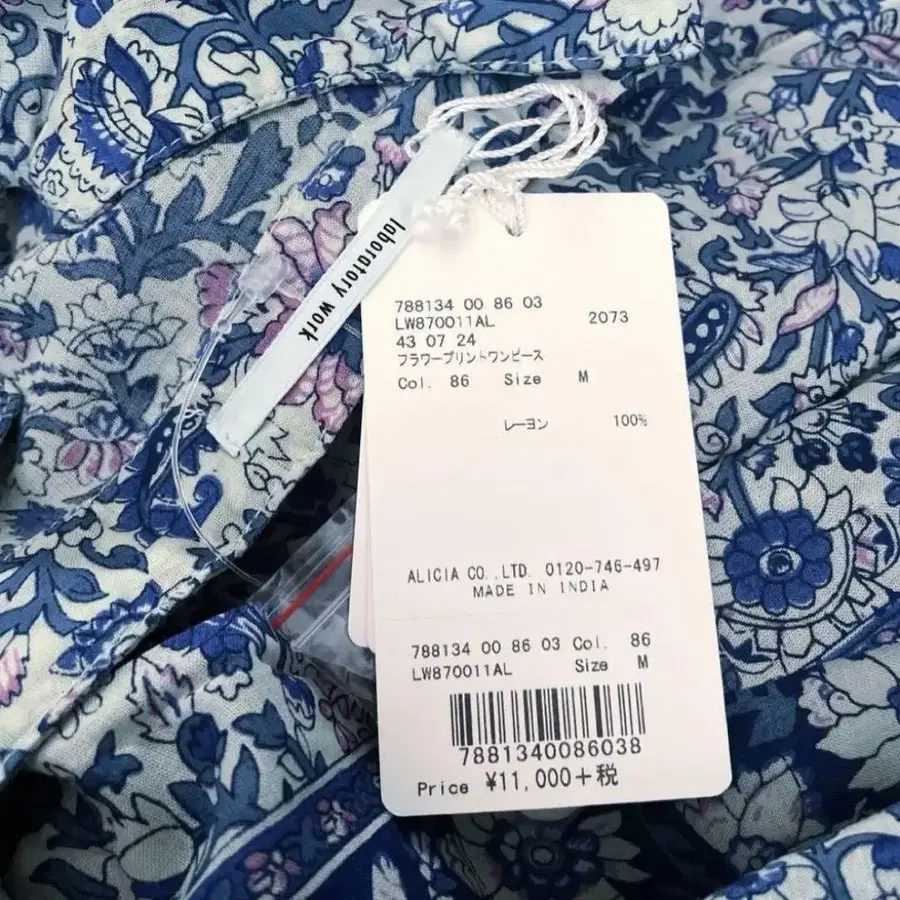 laboratory work
788134 00 86 03
LW870011AL 2073
43 07 24
フラワープリントワンピース
Col. 86 Size M
レーヨン 100%
ALICIA CO.,LTD. 0120-746-497
MADE IN INDIA
788134 00 86 03 Col. 86
LW870011AL Size M
7881340086038
Price ¥11,000+税